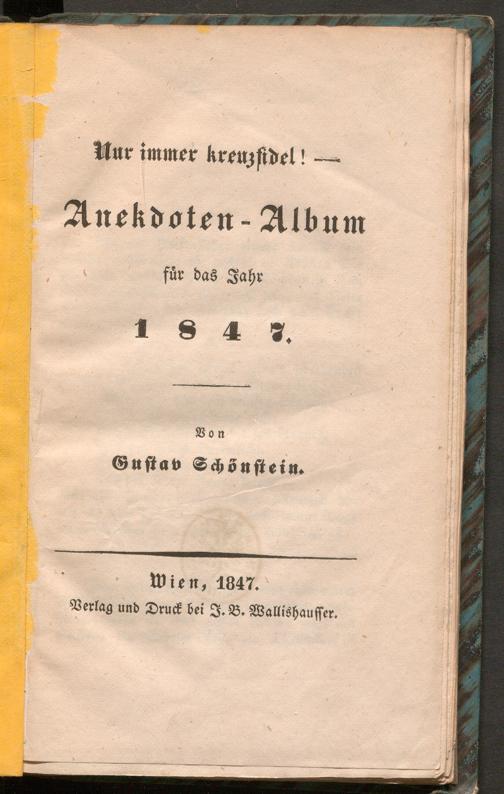 Nur immer kreuzfidel! —
Anekdoten-Album
für das Jahr
1847.
Von
Gustav Schönstein.
Wien, 1847.
Verlag und Druck bei J. B. Wallishausser.